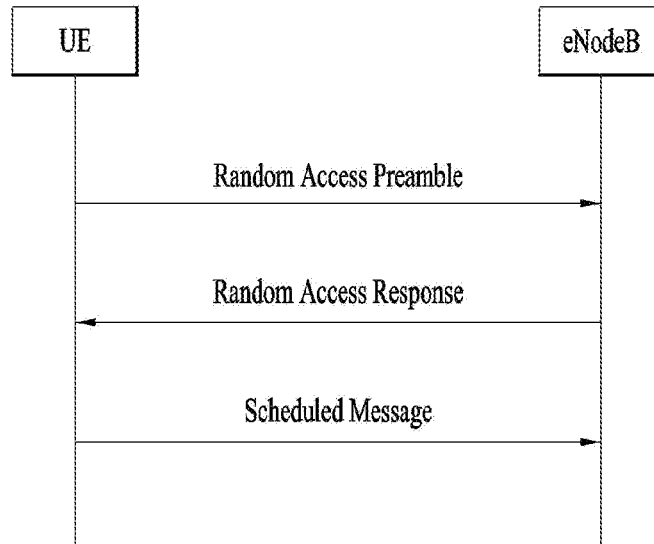 UE
eNodeB
Random Access Preamble
Random Access Response
Scheduled Message